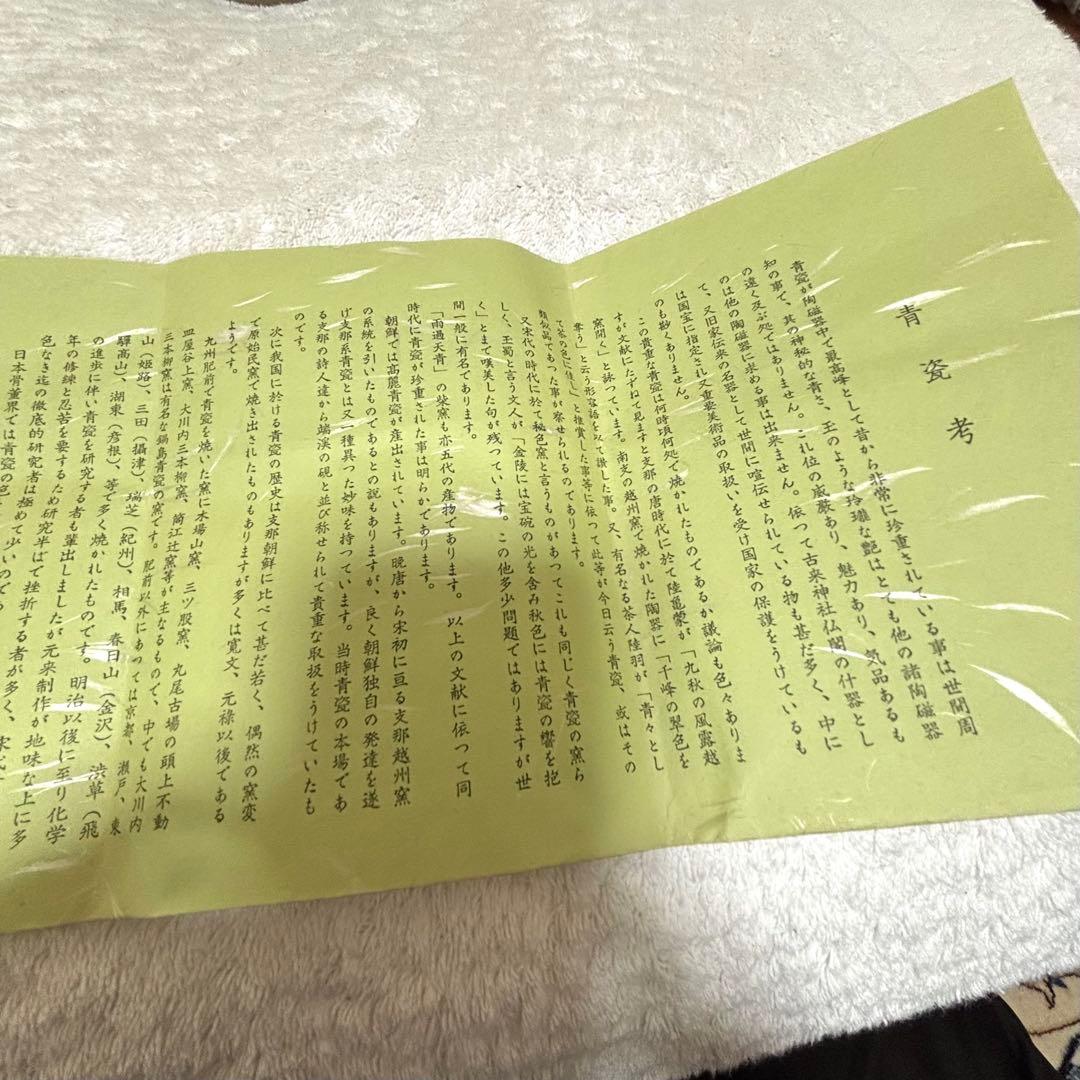 青瓷考
青瓷が陶磁器中で最高峰として昔から非常に珍重されている事は世間周
知の事で、其の神秘的な青さ、玉のような玲瓏な艶はとても他の諸陶磁器
の遠く及ぶ処ではありません。これ位の威厳あり、魅力あり、気品あるも
のは他の陶磁器に求める事は出来ません。依つて古来神社仏閣の什器とし
て、又旧家伝来の名器として世間に喧伝せられている物も甚だ多く、中に
は国宝に指定され又重要美術品の取扱いを受け国家の保護をうけているも
のも尠くありません。
この貴重な青瓷は何時頃何処で焼かれたものであるか議論も色々ありま
すが文献にたずねて見ますと支那の唐時代に於て陸亀蒙が「九秋の風露越
窯開く」と詠つています。南支の越州窯で焼かれた陶器に「千峰の翠色を
奪う」と云う形容語を以て讃した事。又、有名なる茶人陸羽が「青々とし
て茶の色に佳し」と推賞した事等に依つて此等が今日云う青瓷、或はその
類似品でもつた事が察せられるのであります。
又宋代の時代に於て秘色窯と言うものがあつてこれも同じく青瓷の窯ら
しく、王蜀と言う文人が「金陵には宝碗の光を含み秋色には青瓷の響を抱
く」とまで嘆美した句が残つています。この他多少問題ではありますが世
間一般に有名であります。
「雨過天青」の柴窯も亦五代の産物であります。以上の文献に依つて同
時代に青瓷が珍重された事は明らかであります。
朝鮮では高麗青瓷が産出されています。晩唐から宋初に亘る支那越州窯
の系統を引いたものであるとの説もありますが、良く朝鮮独自の発達を遂
げ支那系青瓷とは又一種異つた妙味を持つています。当時青瓷の本場であ
る支那の詩人達から端渓の硯と並び称せられて貴重な取扱をうけていたも
のです。
次に我国に於ける青瓷の歴史は支那朝鮮に比べて甚だ若く、偶然の窯変
で原始民窯で焼き出されたものもありますが多くは寛文、元禄以後である
ようです。
九州肥前で青瓷を焼いた窯に木場山窯、三ツ股窯、丸尾古場の頭上不動
皿屋谷上窯、大川内三本柳窯、筒江辻窯等が主なるもので、中でも大川内
三本柳窯は有名な鍋島青瓷の窯です。肥前以外にあつては京都、瀬戸、東
山（姫路）、三田（摂津）、瑞芝（紀州）、相馬、春日山（金沢）、渋草（飛
驒高山）、湖東（彦根）、等で多く焼かれたものです。明治以後に至り化学
の進歩に伴い青瓷を研究する者も輩出しましたが元来制作が地味な上に多
年の修練と忍苦を要するため研究半ばで挫折する者が多く、
色なき迄の徹底的研究者は極めて少いので
日本骨董界では青瓷の色